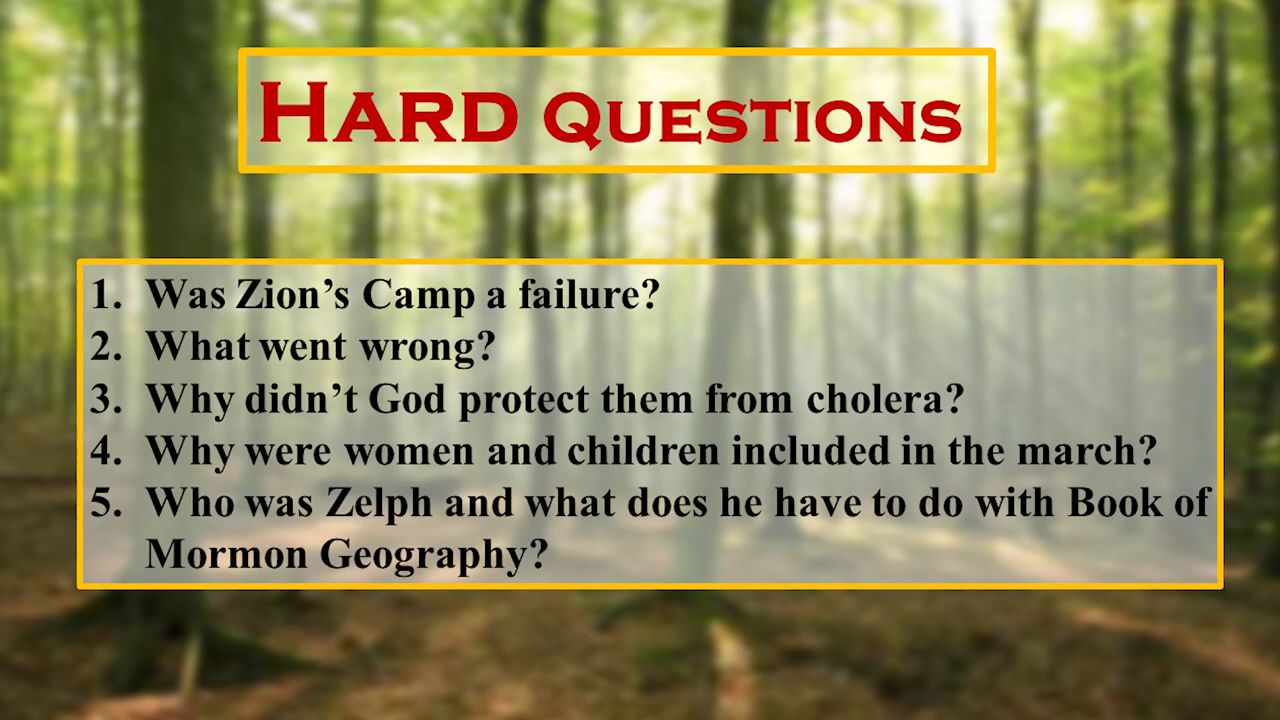 HARD QUESTIONS
1. Was Zion’s Camp a failure?
2. What went wrong?
3. Why didn’t God protect them from cholera?
4. Why were women and children included in the march?
5. Who was Zelph and what does he have to do with Book of
Mormon Geography?